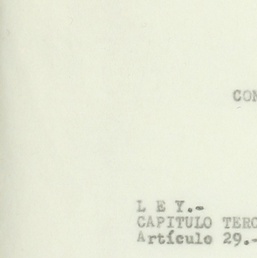 CON
L E Y.-
CAPITULO TERC
Artículo 29.-